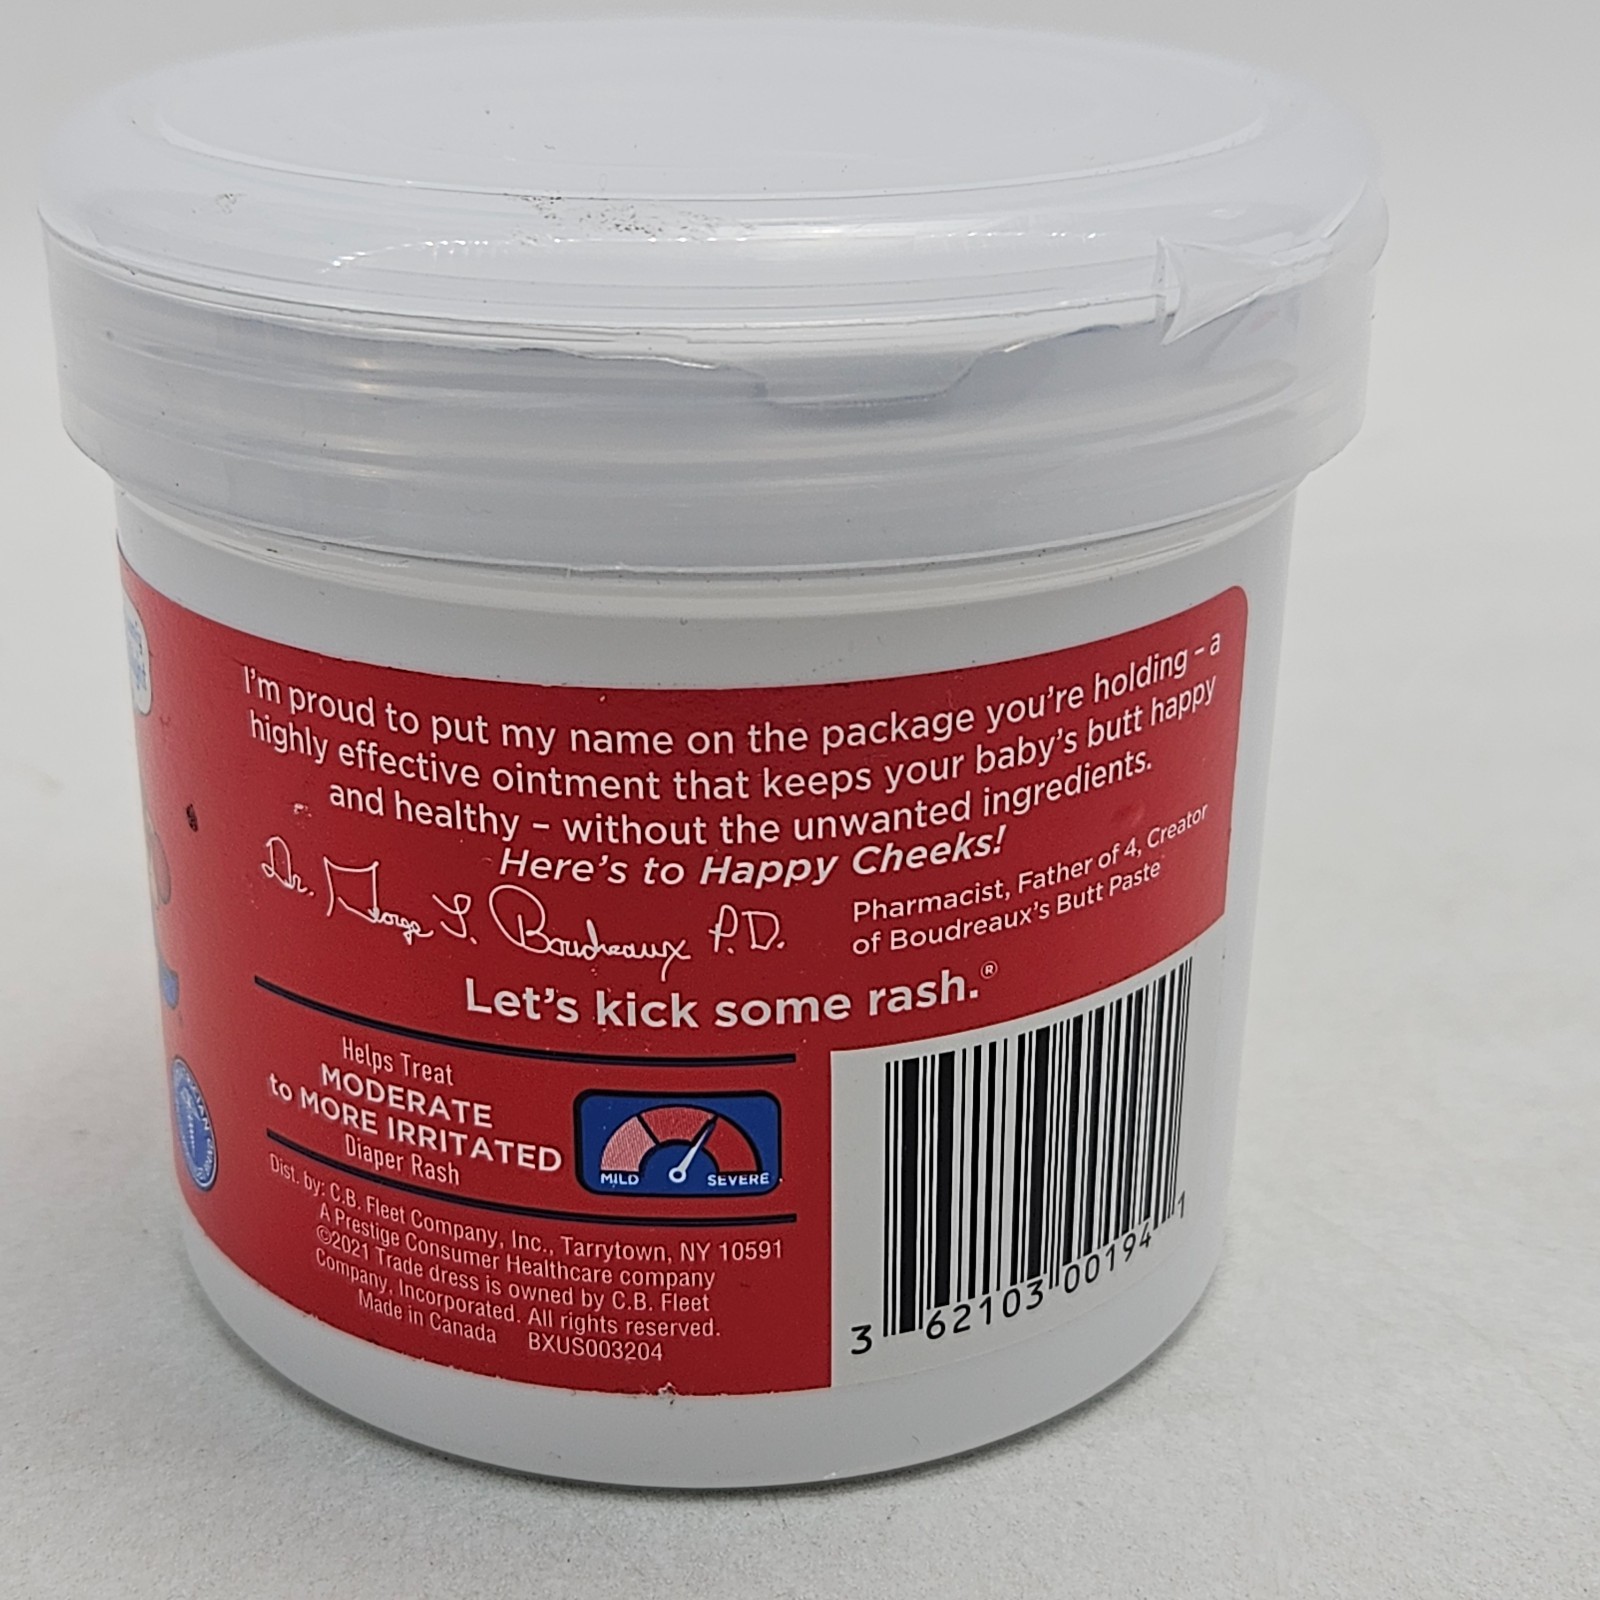 I'm proud to put my name on the package you're holding – a
highly effective ointment that keeps your baby's butt happy
and healthy – without the unwanted ingredients.
Here's to Happy Cheeks!
Dr. George S. Boudreaux P.D.
Pharmacist, Father of 4, Creator
of Boudreaux's Butt Paste
Let's kick some rash.®
Helps Treat
MODERATE
to MORE IRRITATED
Diaper Rash
MILD SEVERE
Dist. by: C.B. Fleet Company, Inc., Tarrytown, NY 10591
A Prestige Consumer Healthcare company
©2021 Trade dress is owned by C.B. Fleet
Company, Incorporated. All rights reserved.
Made in Canada BXUS003204
3 62103 00194 1